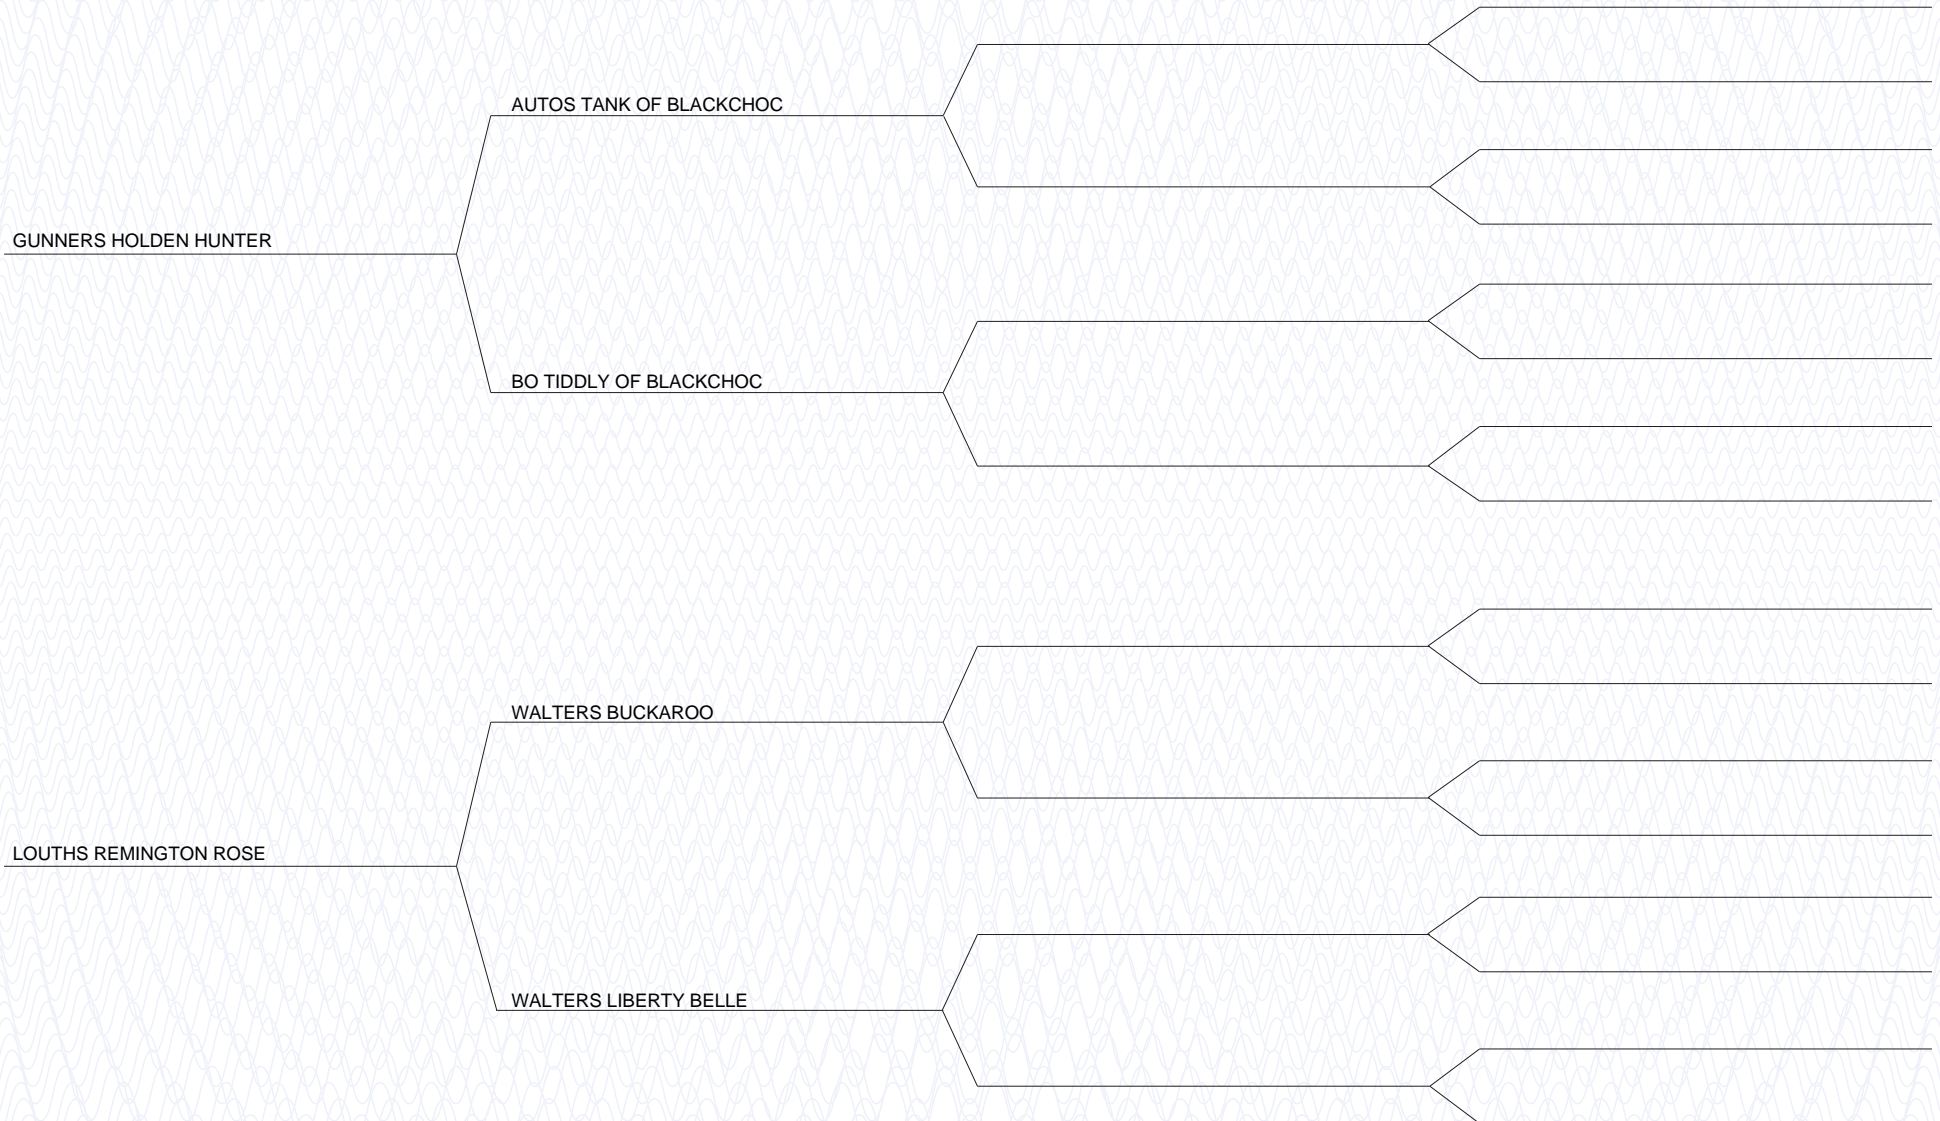 AUTOS TANK OF BLACKCHOC
GUNNERS HOLDEN HUNTER
BO TIDDLY OF BLACKCHOC
WALTERS BUCKAROO
LOUTHS REMINGTON ROSE
WALTERS LIBERTY BELLE